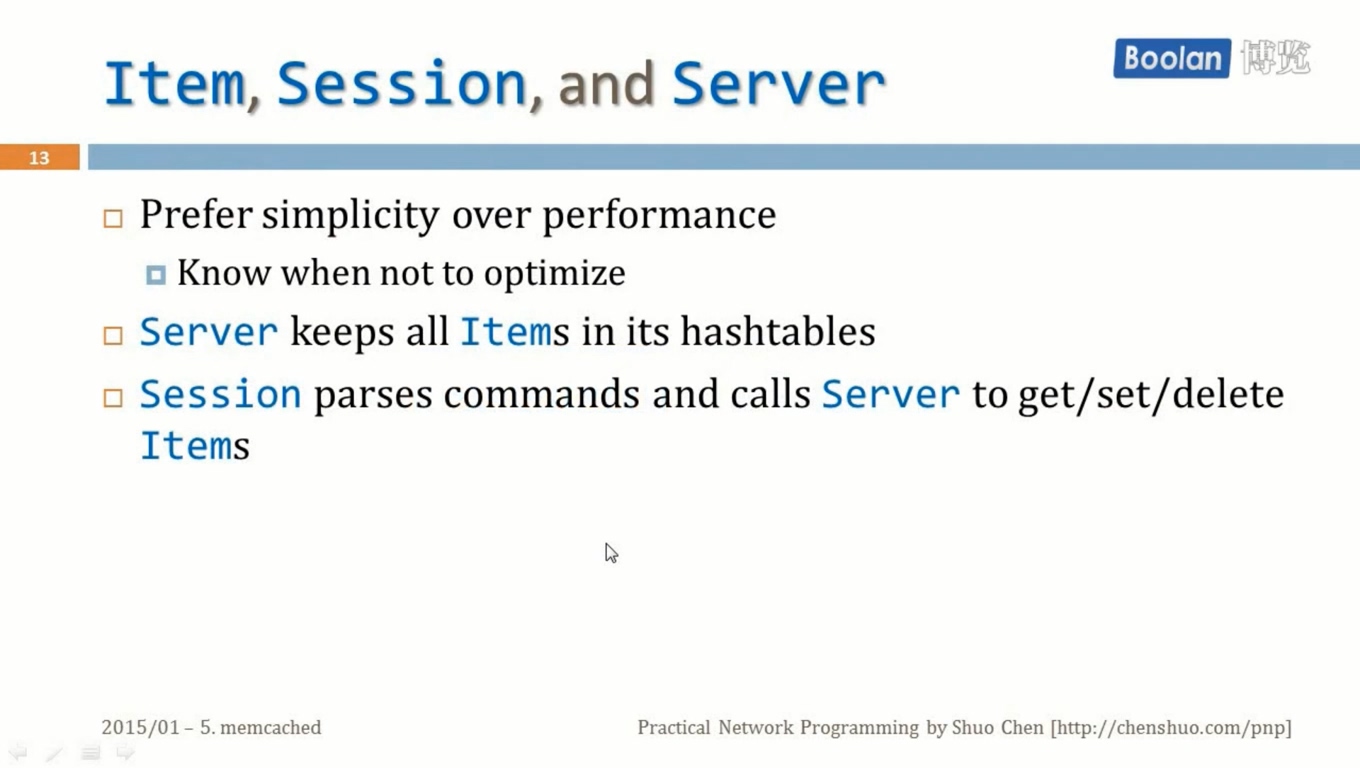 Item, Session, and Server
Boolan 博览
13
Prefer simplicity over performance
Know when not to optimize
Server keeps all Items in its hashtables
Session parses commands and calls Server to get/set/delete
Items
2015/01 – 5. memcached
Practical Network Programming by Shuo Chen [http://chenshuo.com/pnp]